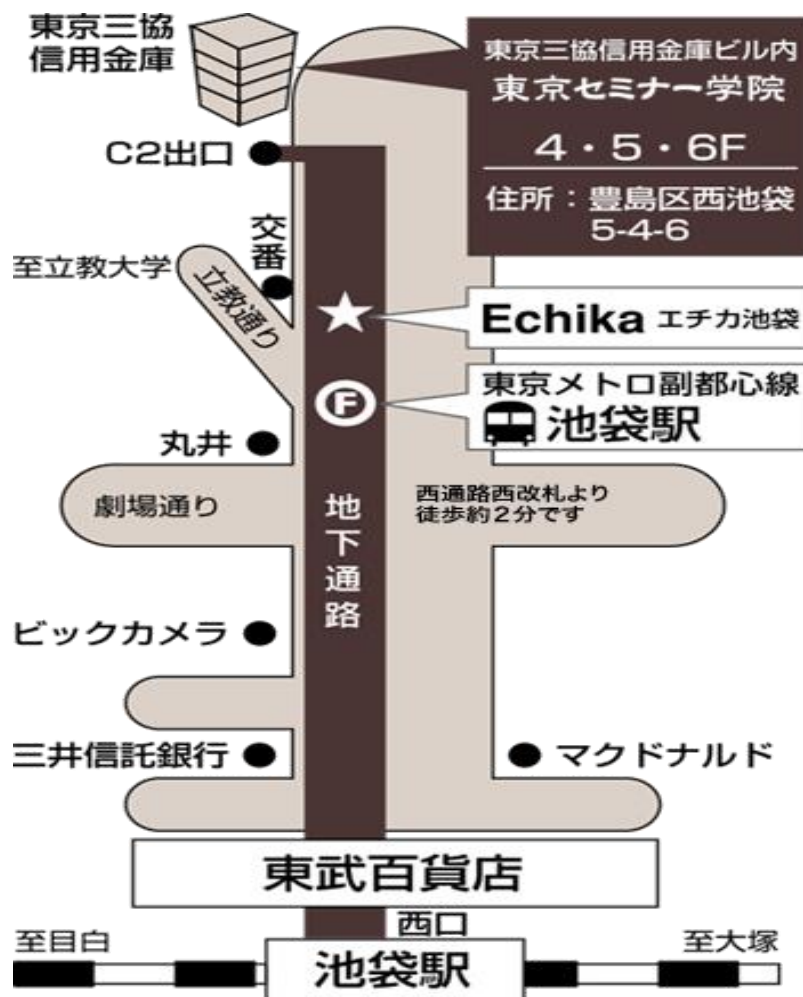 東京三協
信用金庫
東京三協信用金庫ビル内
東京セミナー学院
4・5・6F
住所：豊島区西池袋
5-4-6
C2出口
交番
至立教大学
立教通り
Echika エチカ池袋
F
東京メトロ副都心線
池袋駅
丸井
劇場通り
西通路西改札より
徒歩約2分です
地下通路
ビックカメラ
三井信託銀行
マクドナルド
東武百貨店
西口
至目白
至大塚
池袋駅